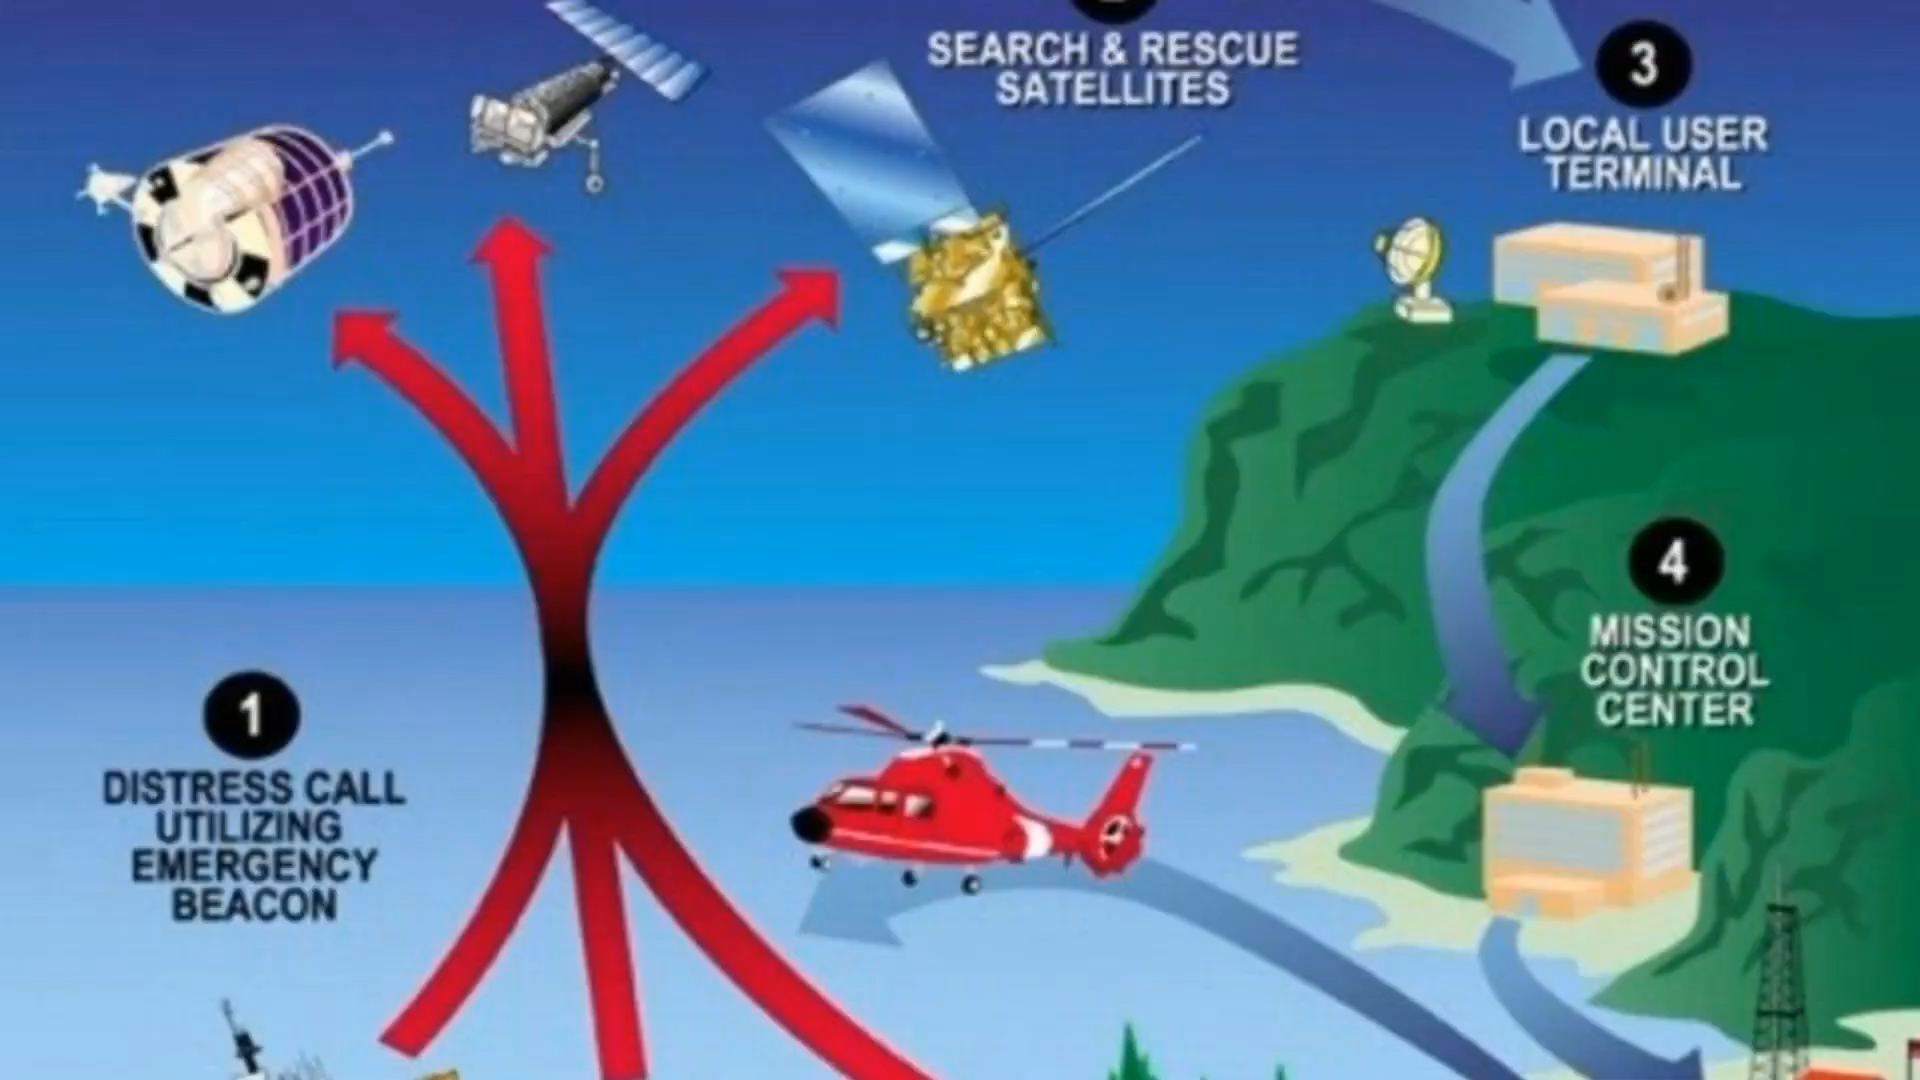 SEARCH & RESCUE
SATELLITES
3
LOCAL USER
TERMINAL
4
MISSION
CONTROL
CENTER
1
DISTRESS CALL
UTILIZING
EMERGENCY
BEACON